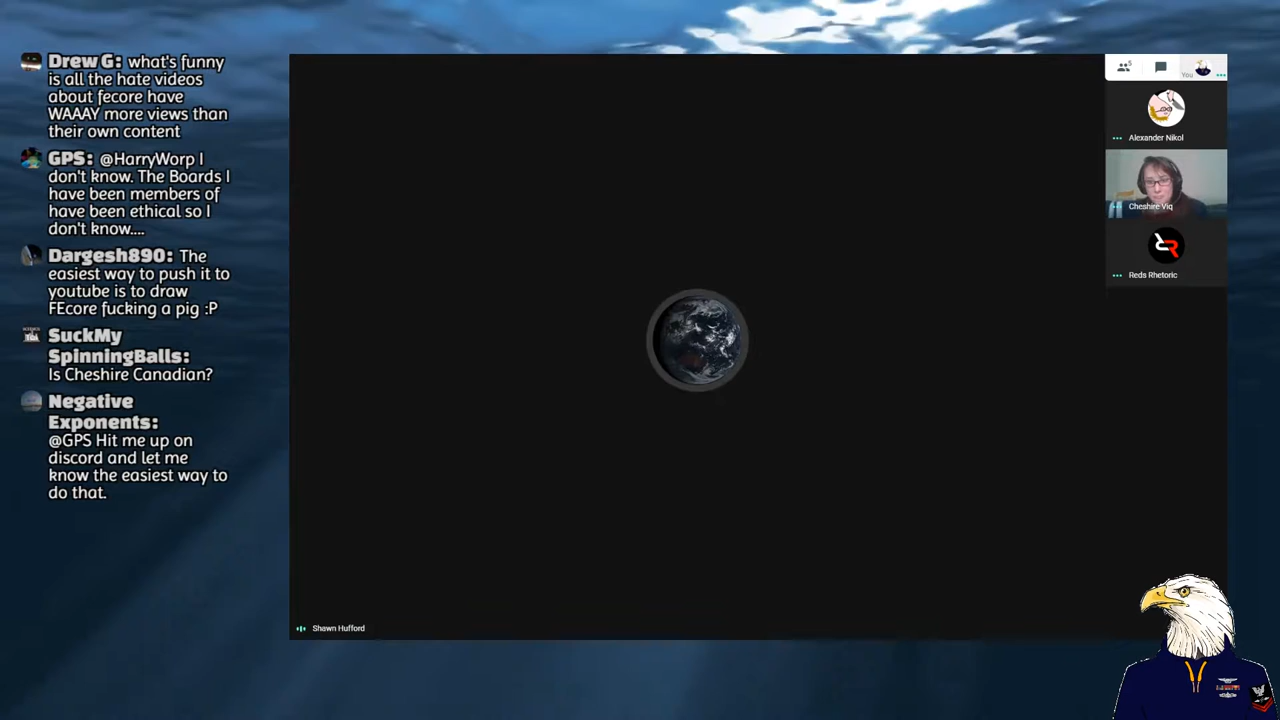 Drew G: what's funny
is all the hate videos
about fecore have
WAAAY more views than
their own content
GPS: @HarryWorp I
don't know. The Boards I
have been members of
have been ethical so I
don't know....
Dargesh890: The
easiest way to push it to
youtube is to draw
FEcore fucking a pig :P
SuckMy
SpinningBalls:
Is Cheshire Canadian?
Negative
Exponents:
@GPS Hit me up on
discord and let me
know the easiest way to
do that.
5
You
Alexander Nikol
Cheshire Viq
Reds Rhetoric
Shawn Hufford